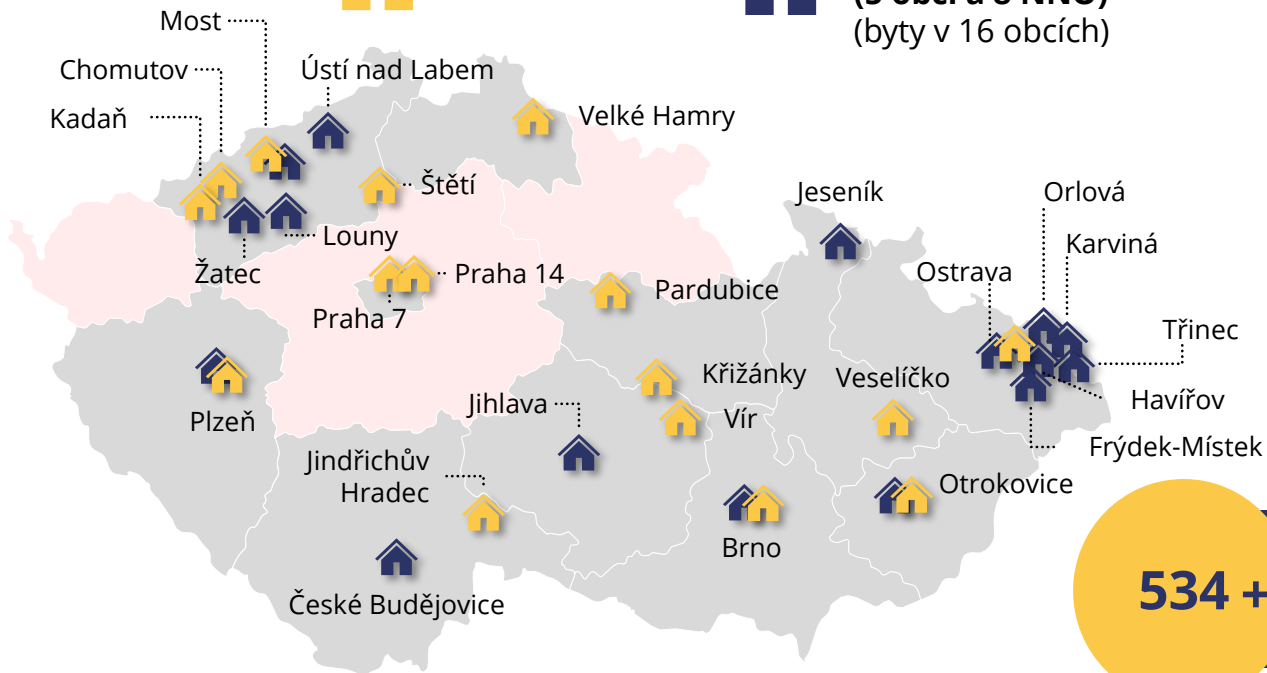 (byty v 16 obcích)
Most
Chomutov
Ústí nad Labem
Kadaň
Velké Hamry
Štětí
Jeseník
Orlová
Louny
Karviná
Žatec
Praha 14
Ostrava
Pardubice
Praha 7
Třinec
Křižánky
Veselíčko
Havířov
Jihlava
Vír
Plzeň
Frýdek-Místek
Jindřichův
Hradec
Otrokovice
Brno
České Budějovice
534 +